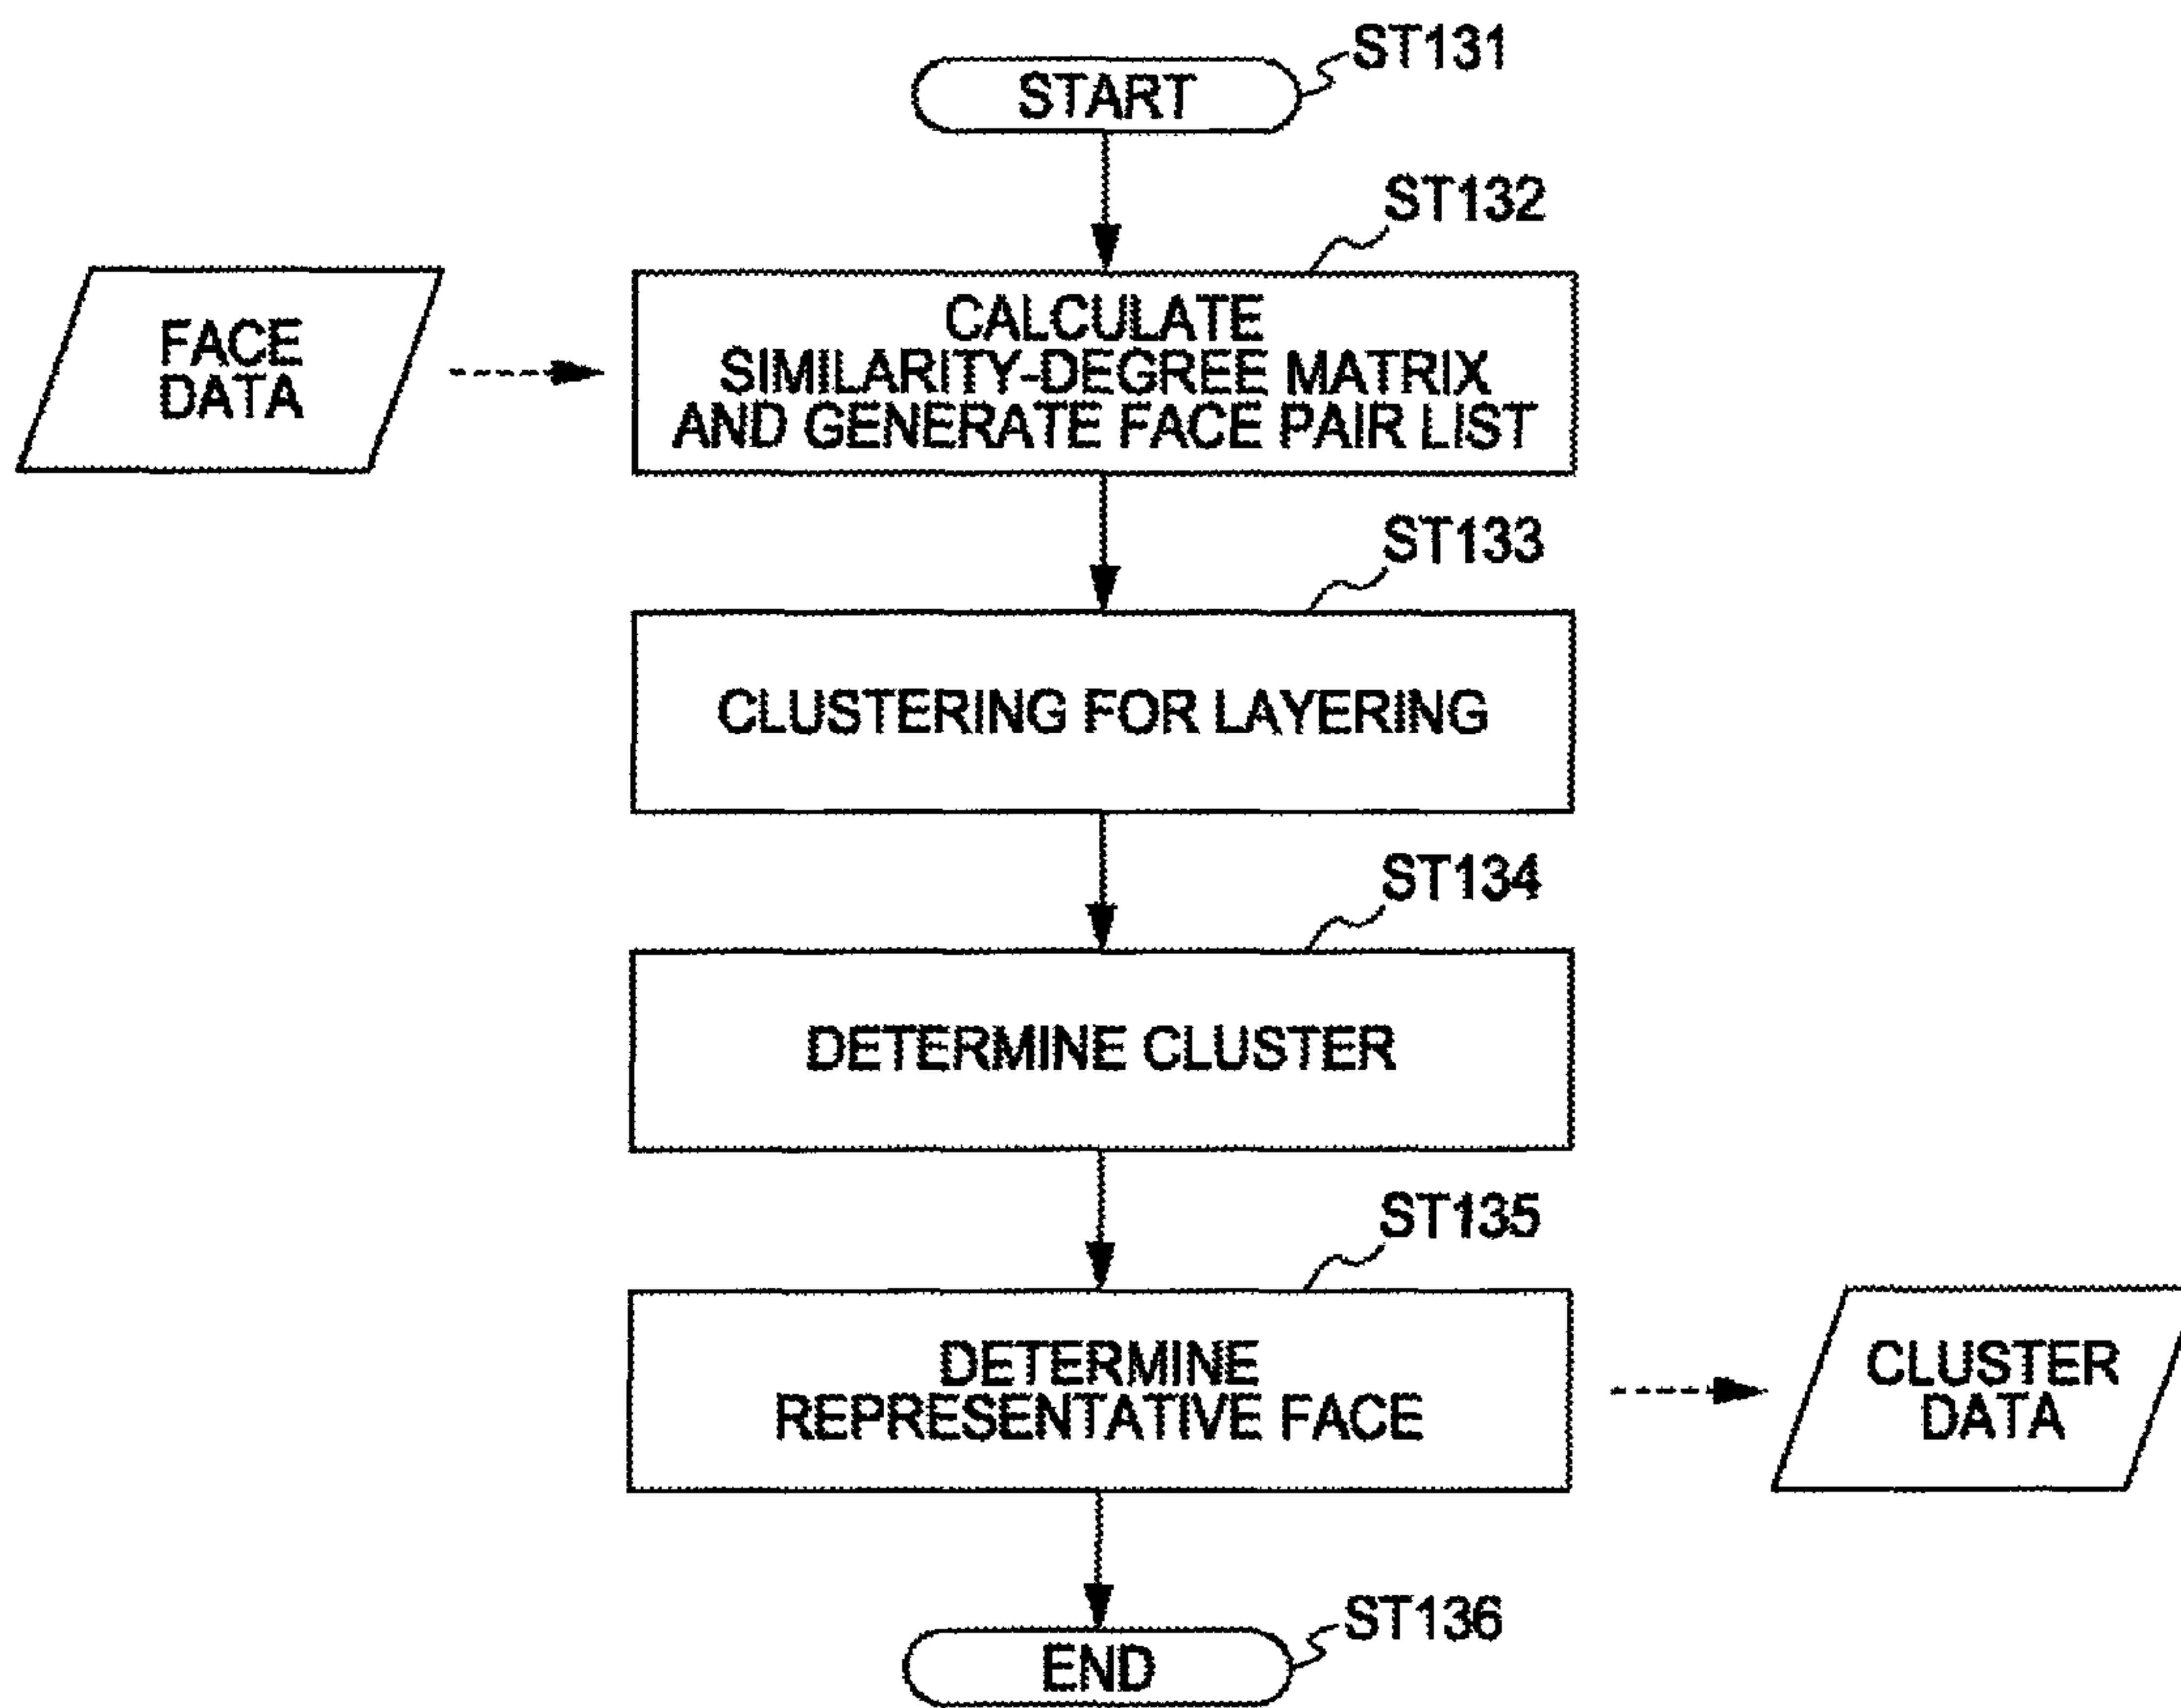 START
ST131
ST132
FACE
DATA
CALCULATE
SIMILARITY-DEGREE MATRIX
AND GENERATE FACE PAIR LIST
ST133
CLUSTERING FOR LAYERING
ST134
DETERMINE CLUSTER
ST135
DETERMINE
REPRESENTATIVE FACE
CLUSTER
DATA
ST136
END